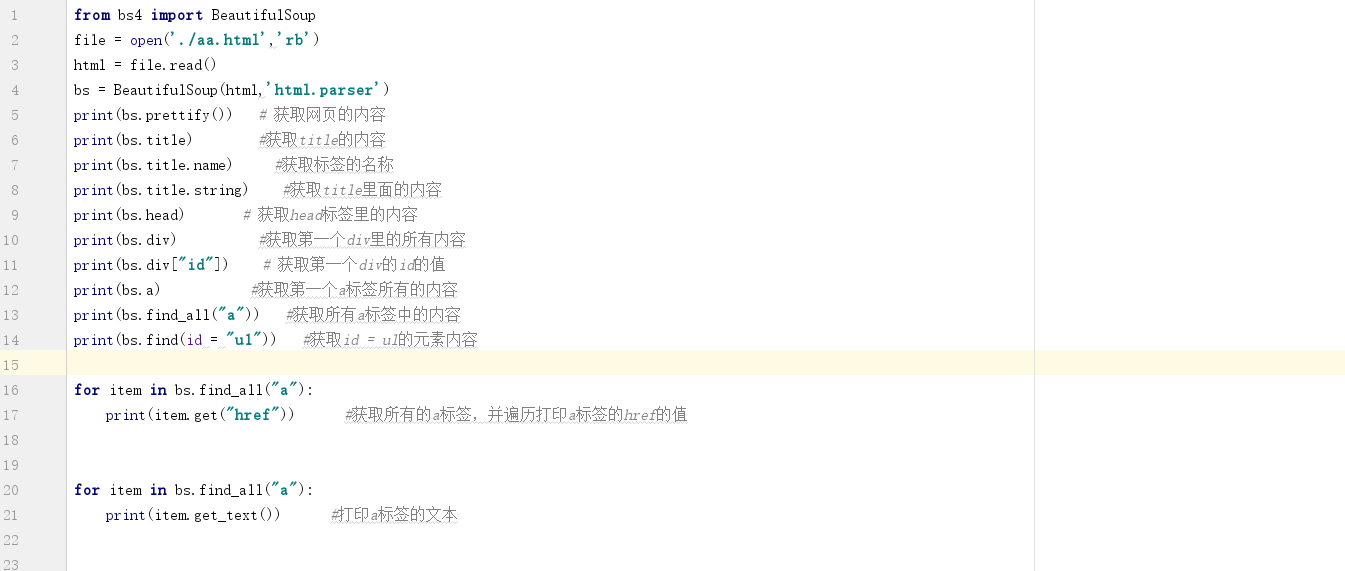 1 from bs4 import BeautifulSoup
2 file = open('./aa.html','rb')
3 html = file.read()
4 bs = BeautifulSoup(html,'html.parser')
5 print(bs.prettify())   # 获取网页的内容
6 print(bs.title)        #获取title的内容
7 print(bs.title.name)     #获取标签的名称
8 print(bs.title.string)    #获取title里面的内容
9 print(bs.head)       # 获取head标签里的内容
10 print(bs.div)          #获取第一个div里的所有内容
11 print(bs.div["id"])    # 获取第一个div的id的值
12 print(bs.a)           #获取第一个a标签所有的内容
13 print(bs.find_all("a"))   #获取所有a标签中的内容
14 print(bs.find(id = "u1"))   #获取id = u1的元素内容
15
16 for item in bs.find_all("a"):
17     print(item.get("href"))      #获取所有的a标签，并遍历打印a标签的href的值
18
19
20 for item in bs.find_all("a"):
21     print(item.get_text())      #打印a标签的文本
22
23